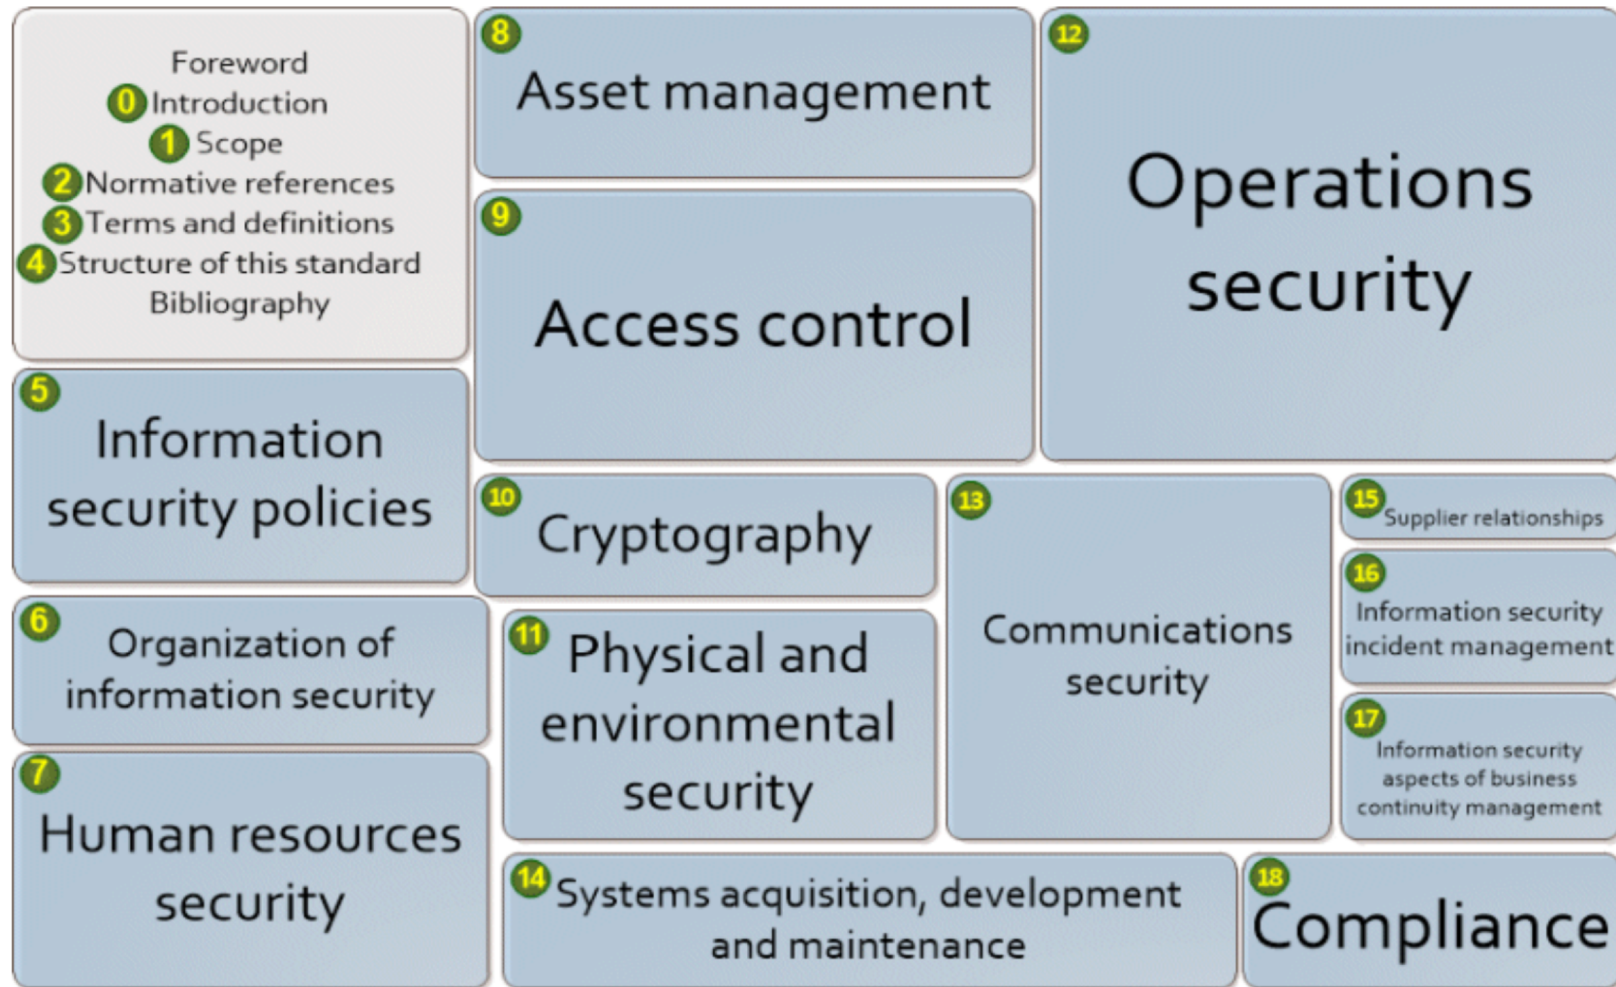 Foreword
0 Introduction
1 Scope
2 Normative references
3 Terms and definitions
4 Structure of this standard
Bibliography
5
Information
security policies
6
Organization of
information security
7
Human resources
security
8
Asset management
9
Access control
10
Cryptography
11
Physical and
environmental
security
12
Operations
security
13
Communications
security
14
Systems acquisition, development
and maintenance
15
Supplier relationships
16
Information security
incident management
17
Information security
aspects of business
continuity management
18
Compliance